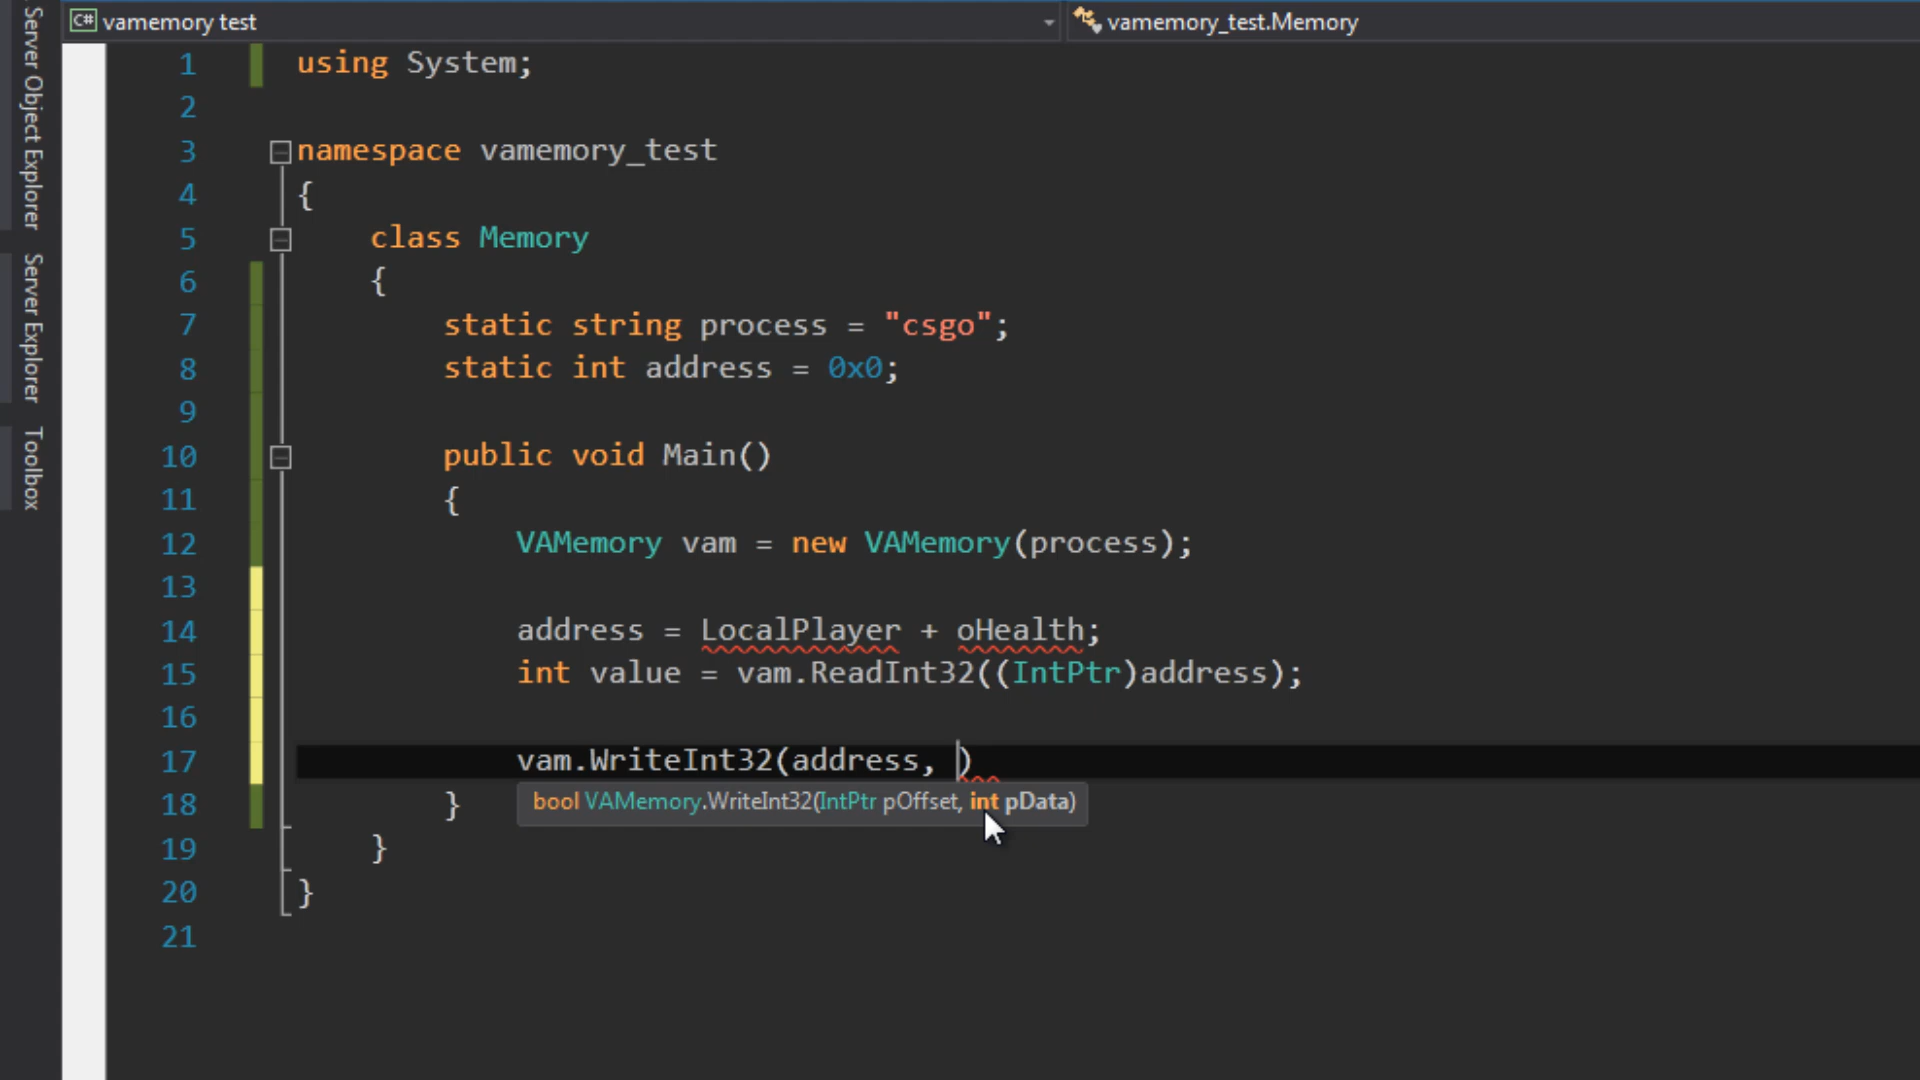 C# vamemory test
vamemory_test.Memory
Server Object Explorer
Server Explorer
Toolbox
1 using System;
2
3 namespace vamemory_test
4 {
5 class Memory
6 {
7 static string process = "csgo";
8 static int address = 0x0;
9
10 public void Main()
11 {
12 VAMemory vam = new VAMemory(process);
13
14 address = LocalPlayer + oHealth;
15 int value = vam.ReadInt32((IntPtr)address);
16
17 vam.WriteInt32(address, )
bool VAMemory.WriteInt32(IntPtr pOffset, int pData)
18 }
19 }
20 }
21